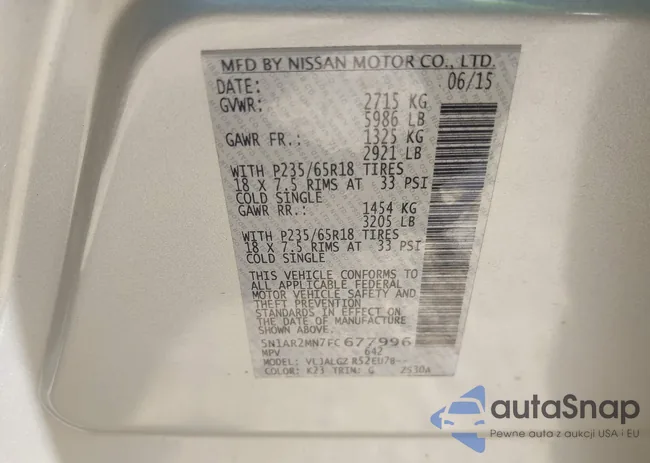 MFD BY NISSAN MOTOR CO., LTD.
DATE: 06/15
GVWR: 2715 KG
5986 LB
GAWR FR.: 1325 KG
2921 LB
WITH P235/65R18 TIRES
18 X 7.5 RIMS AT 33 PSI
COLD SINGLE
GAWR RR.: 1454 KG
3205 LB
WITH P235/65R18 TIRES
18 X 7.5 RIMS AT 33 PSI
COLD SINGLE
THIS VEHICLE CONFORMS TO
ALL APPLICABLE FEDERAL
MOTOR VEHICLE SAFETY AND
THEFT PREVENTION
STANDARDS IN EFFECT ON
THE DATE OF MANUFACTURE
SHOWN ABOVE.
5N1AR2MN7FC677996
MPV 642
MODEL: R52EU78--
COLOR: K23 TRIM: G 2530A
autaSnap
Pewne auta z aukcji USA i EU